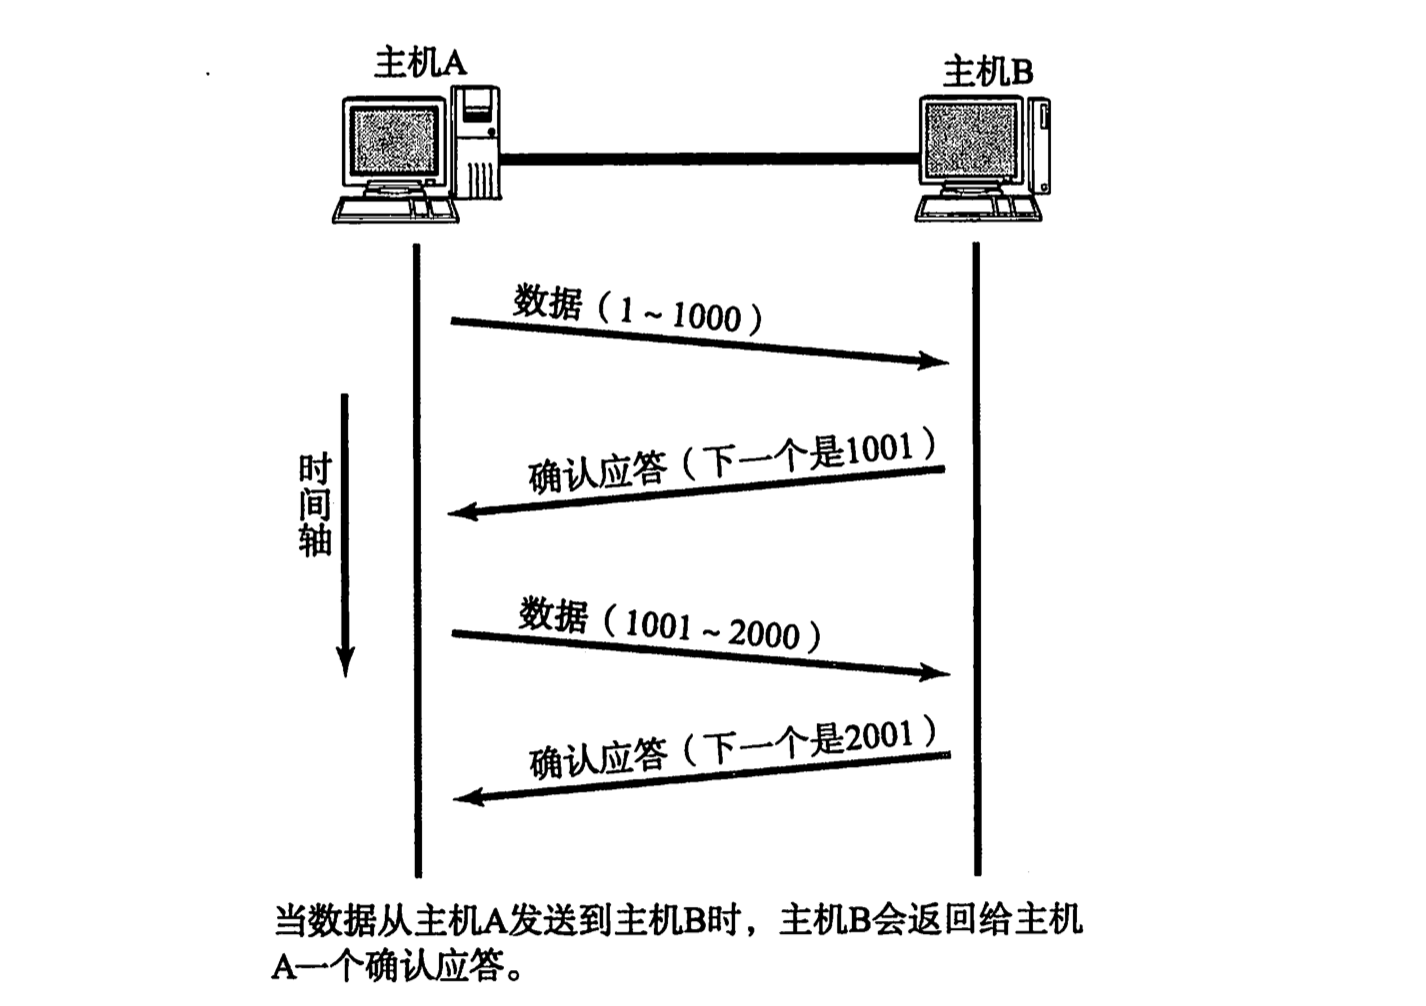 主机A
主机B
数据（1～1000）
确认应答（下一个是1001）
时间轴
数据（1001～2000）
确认应答（下一个是2001）
当数据从主机A发送到主机B时，主机B会返回给主机
A一个确认应答。